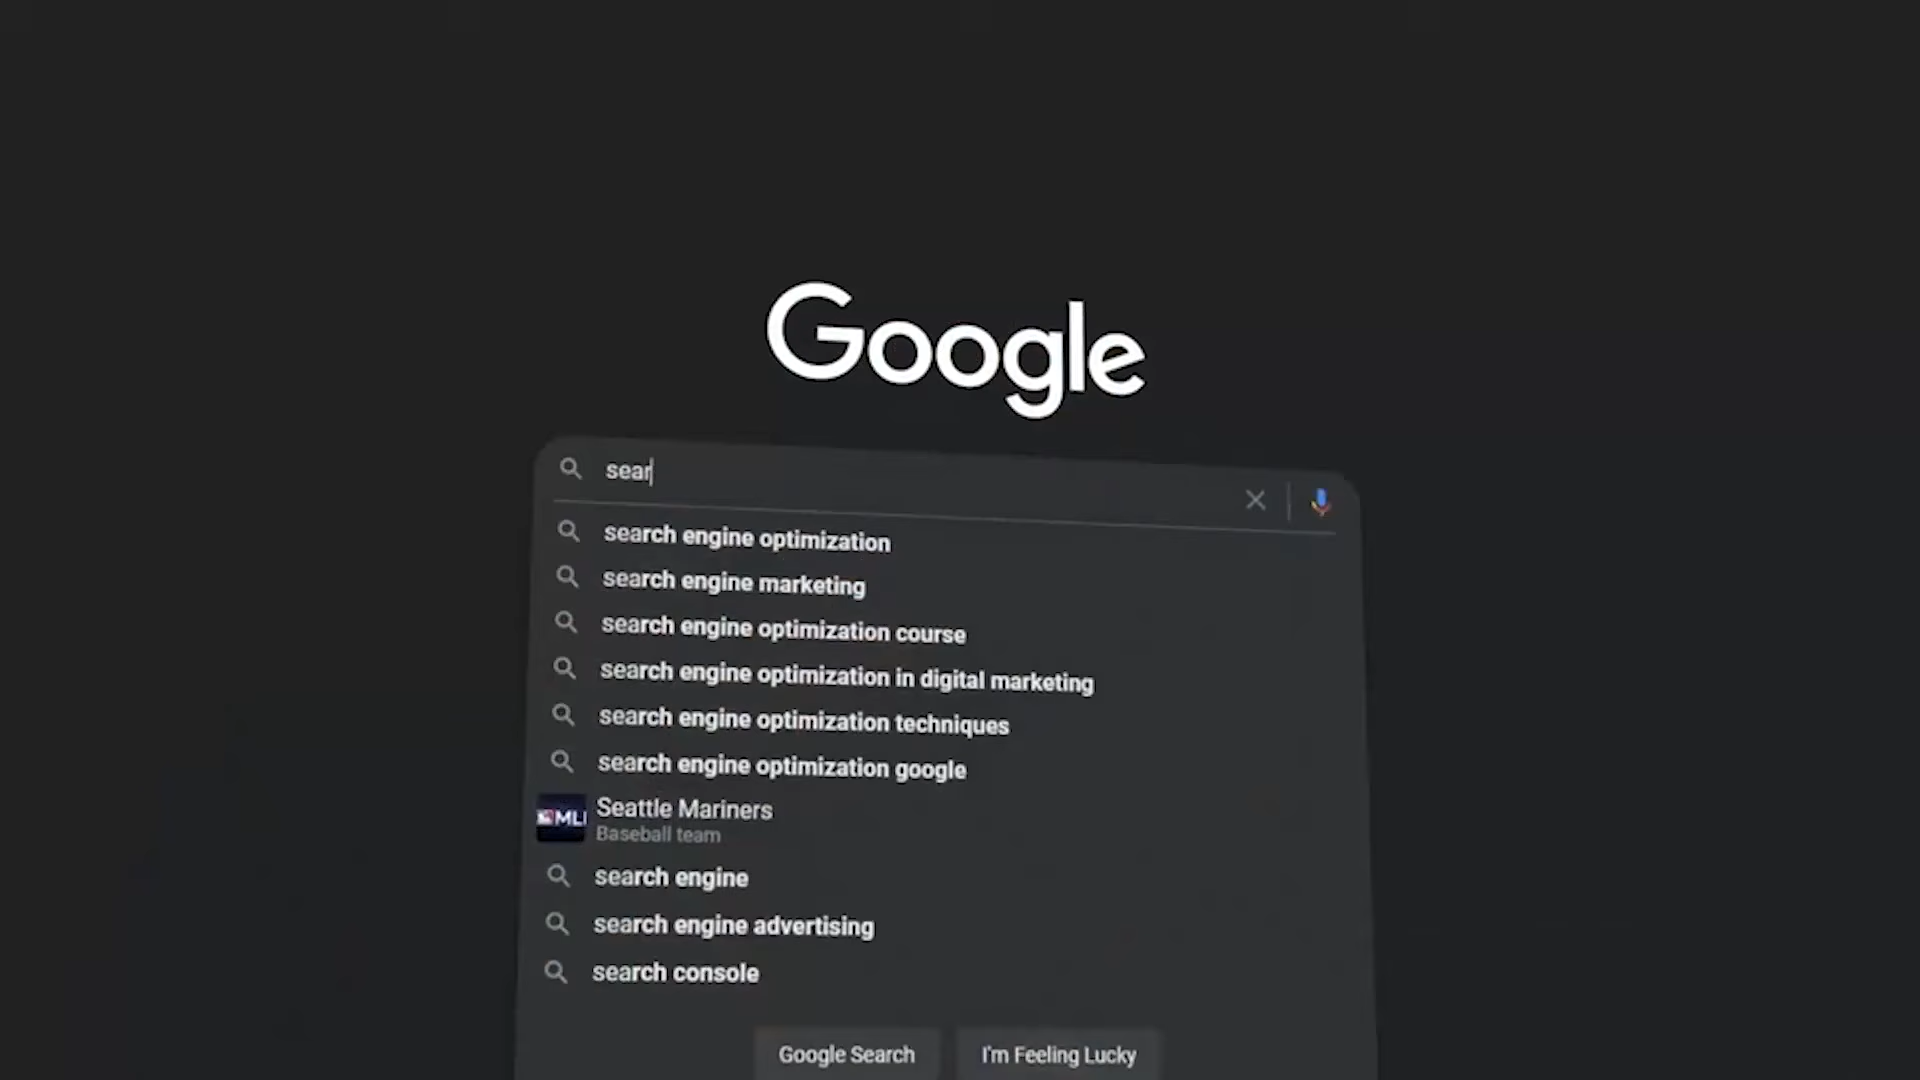 Google
sear
search engine optimization
search engine marketing
search engine optimization course
search engine optimization in digital marketing
search engine optimization techniques
search engine optimization google
MLB
Seattle Mariners
Baseball team
search engine
search engine advertising
search console
Google Search
I'm Feeling Lucky